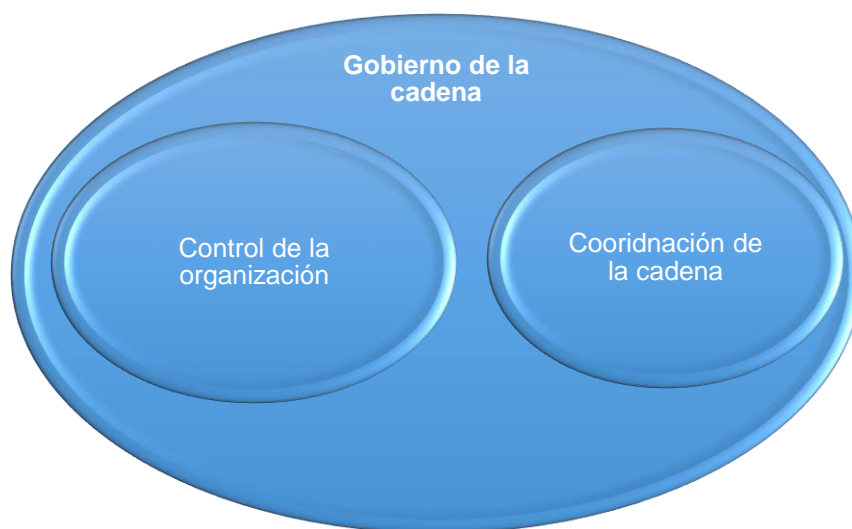 Gobierno de la
cadena
Control de la
organización
Cooridnación de
la cadena